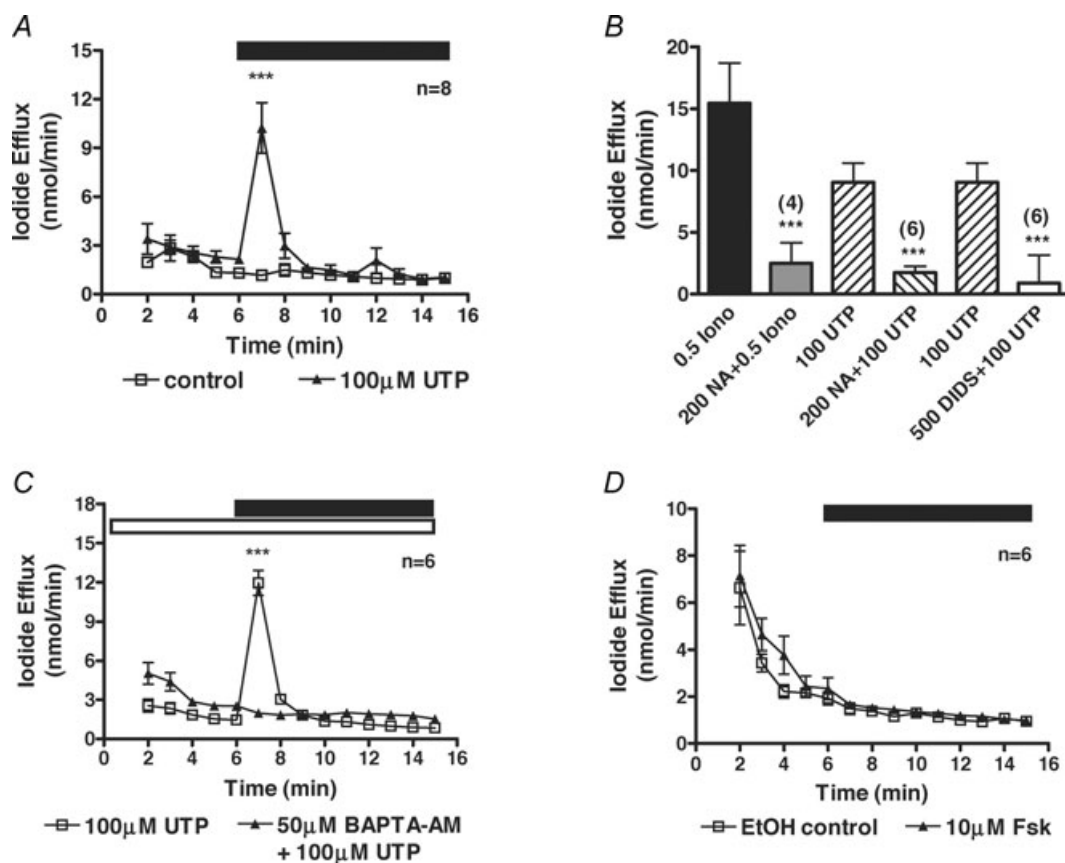 A
15
12
9
6
3
0
Iodide Efflux
(nmol/min)
***
n=8
0 2 4 6 8 10 12 14 16
Time (min)
control 100μM UTP
B
20
15
10
5
0
Iodide Efflux
(nmol/min)
(4)
***
(6)
***
(6)
***
0.5 Iono
200 NA+0.5 Iono
100 UTP
200 NA+100 UTP
100 UTP
500 DIDS+100 UTP
C
18
15
12
9
6
3
0
Iodide Efflux
(nmol/min)
***
n=6
0 2 4 6 8 10 12 14 16
Time (min)
100μM UTP 50μM BAPTA-AM
+ 100μM UTP
D
10
8
6
4
2
0
Iodide Efflux
(nmol/min)
n=6
0 2 4 6 8 10 12 14 16
Time (min)
EtOH control 10μM Fsk